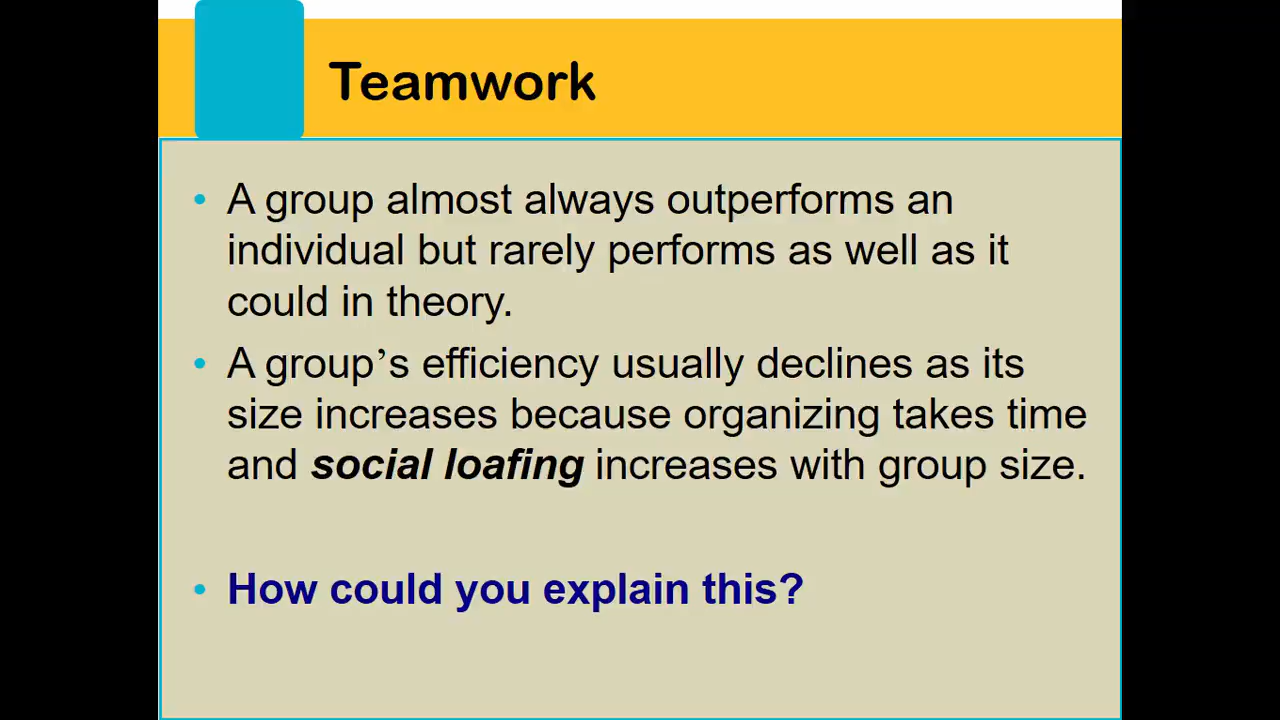 Teamwork
• A group almost always outperforms an
individual but rarely performs as well as it
could in theory.
• A group’s efficiency usually declines as its
size increases because organizing takes time
and social loafing increases with group size.
• How could you explain this?